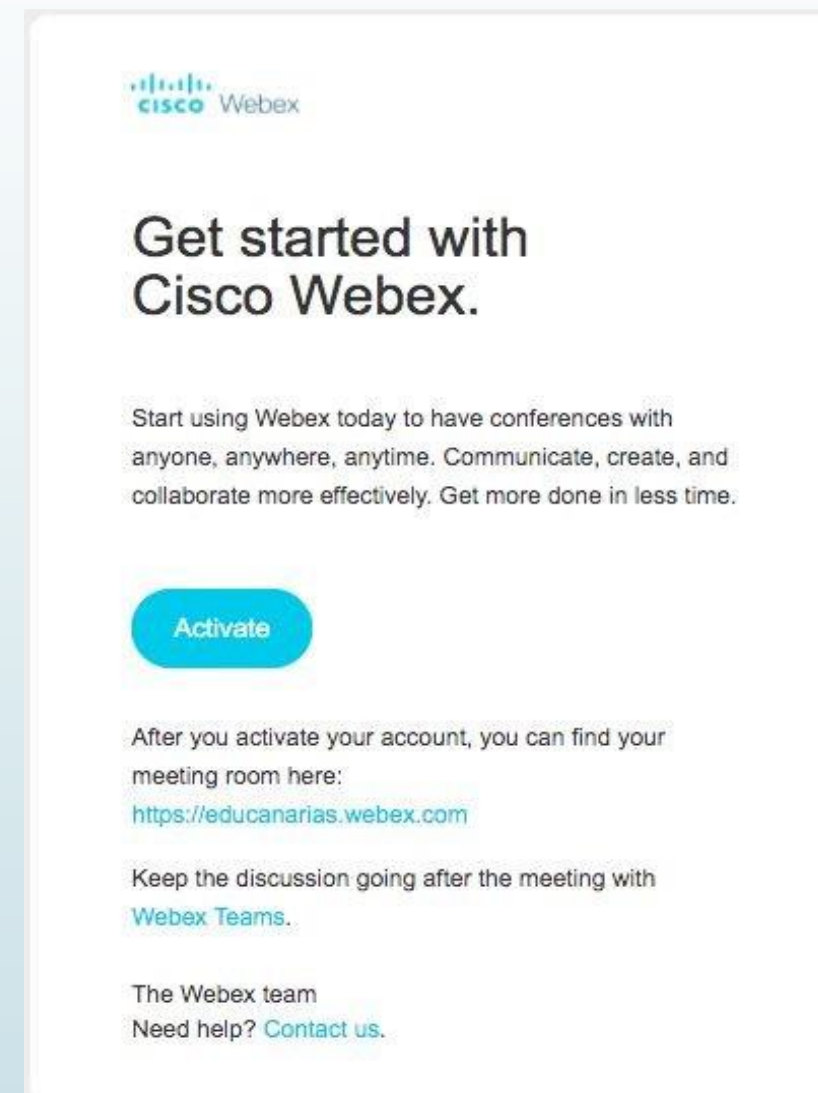 cisco Webex
Get started with
Cisco Webex.
Start using Webex today to have conferences with
anyone, anywhere, anytime. Communicate, create, and
collaborate more effectively. Get more done in less time.
Activate
After you activate your account, you can find your
meeting room here:
https://educanarias.webex.com
Keep the discussion going after the meeting with
Webex Teams.
The Webex team
Need help? Contact us.